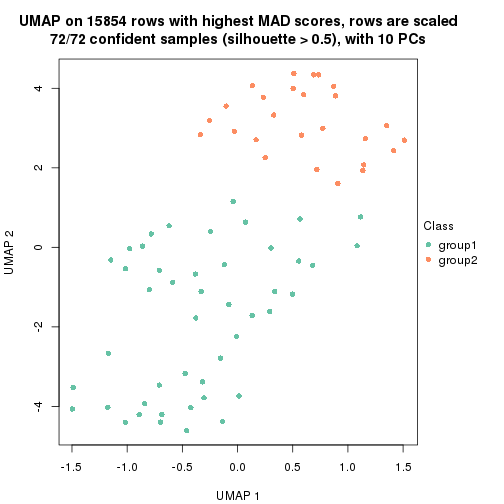 UMAP on 15854 rows with highest MAD scores, rows are scaled
72/72 confident samples (silhouette > 0.5), with 10 PCs
4
2
0
-2
-4
UMAP 2
-1.5 -1.0 -0.5 0.0 0.5 1.0 1.5
UMAP 1
Class
group1
group2